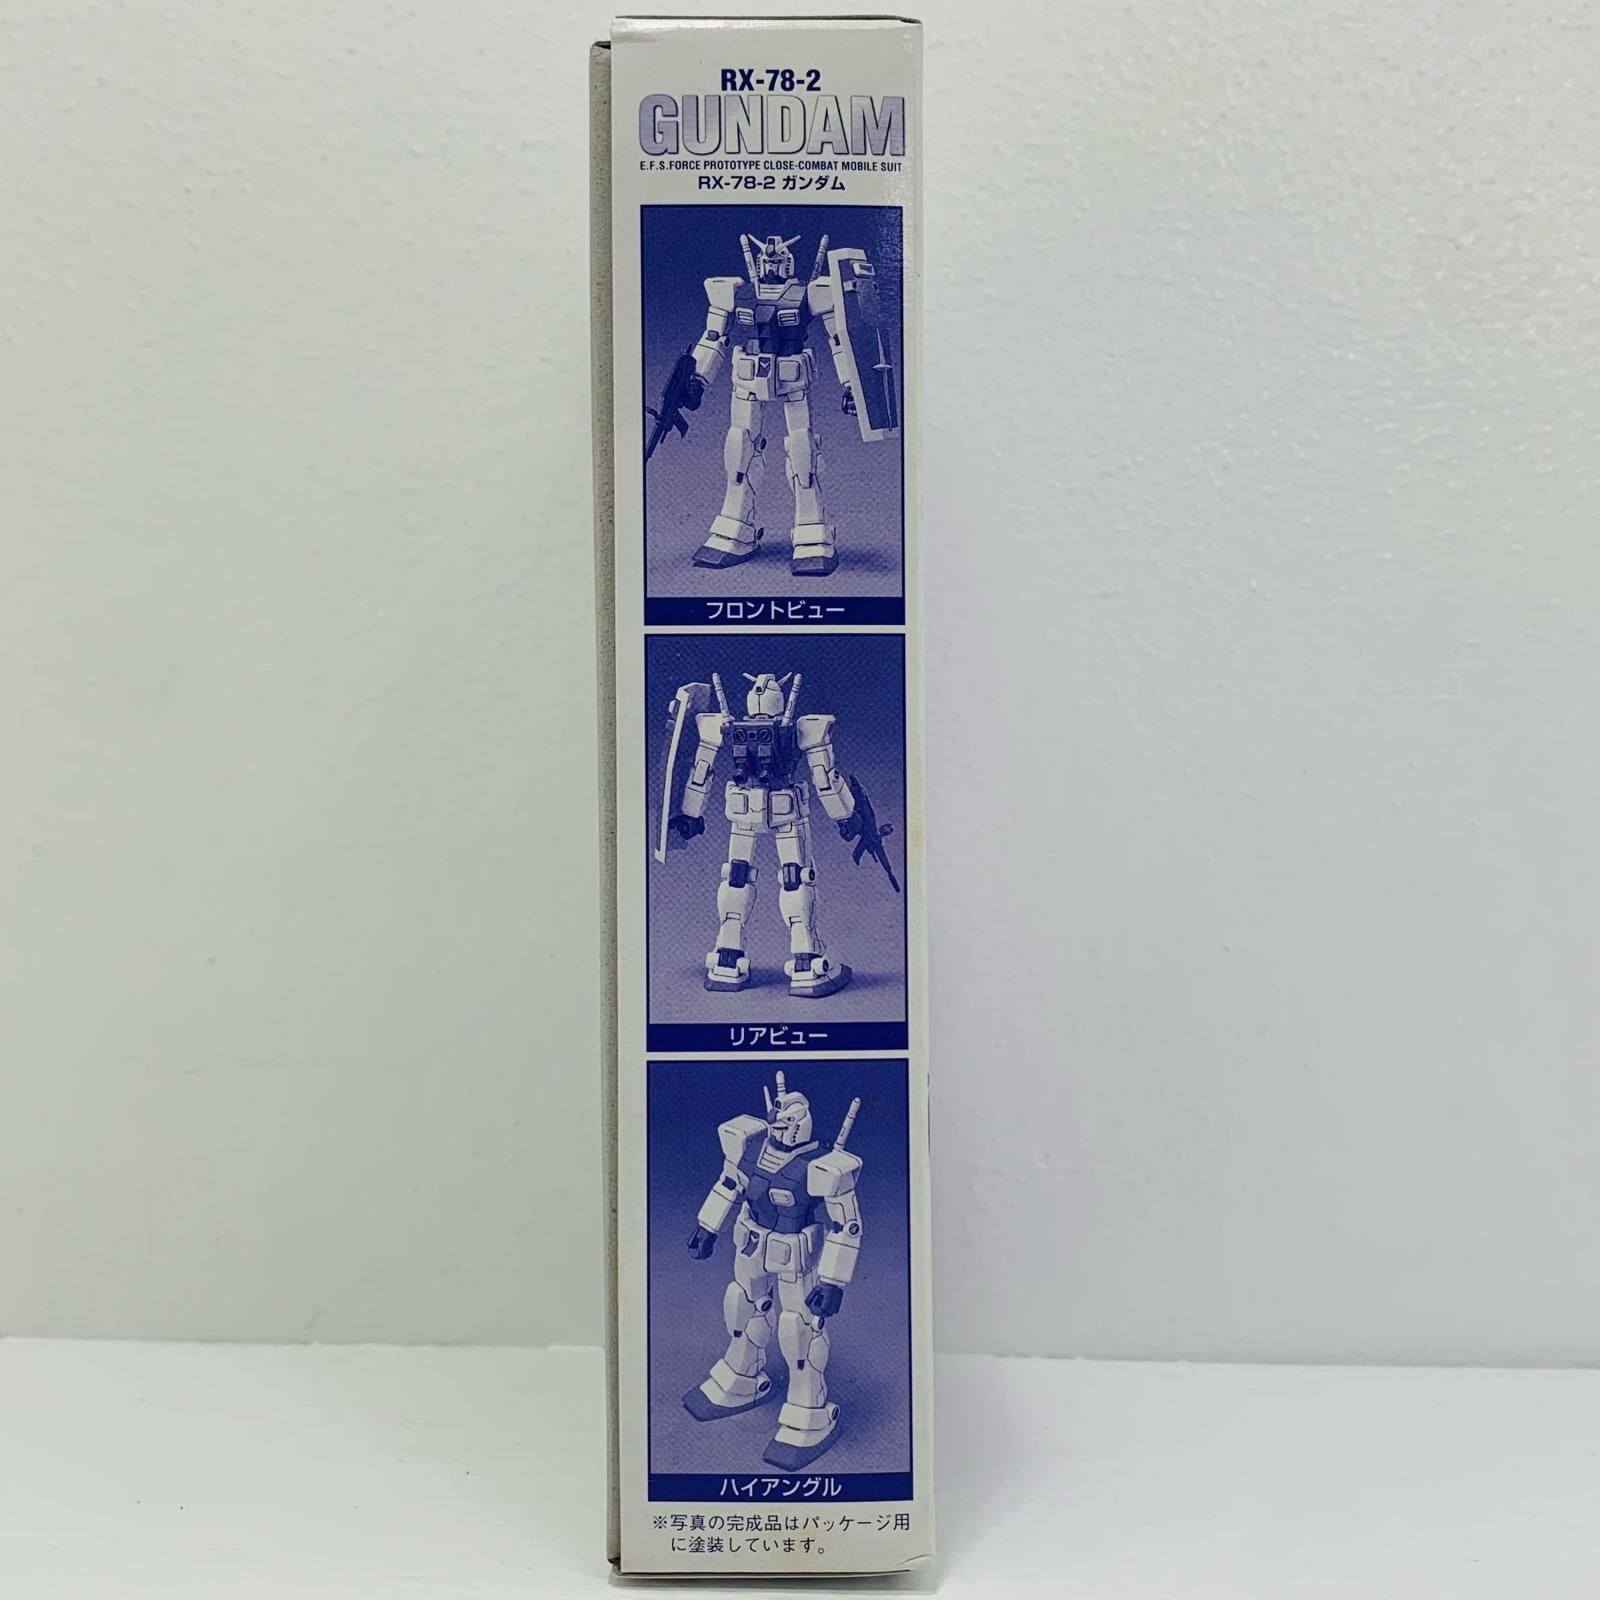 RX-78-2
GUNDAM
E.F.S.FORCE PROTOTYPE CLOSE-COMBAT MOBILE SUIT
RX-78-2 ガンダム
フロントビュー
リアビュー
ハイアングル
※写真の完成品はパッケージ用
に塗装しています。